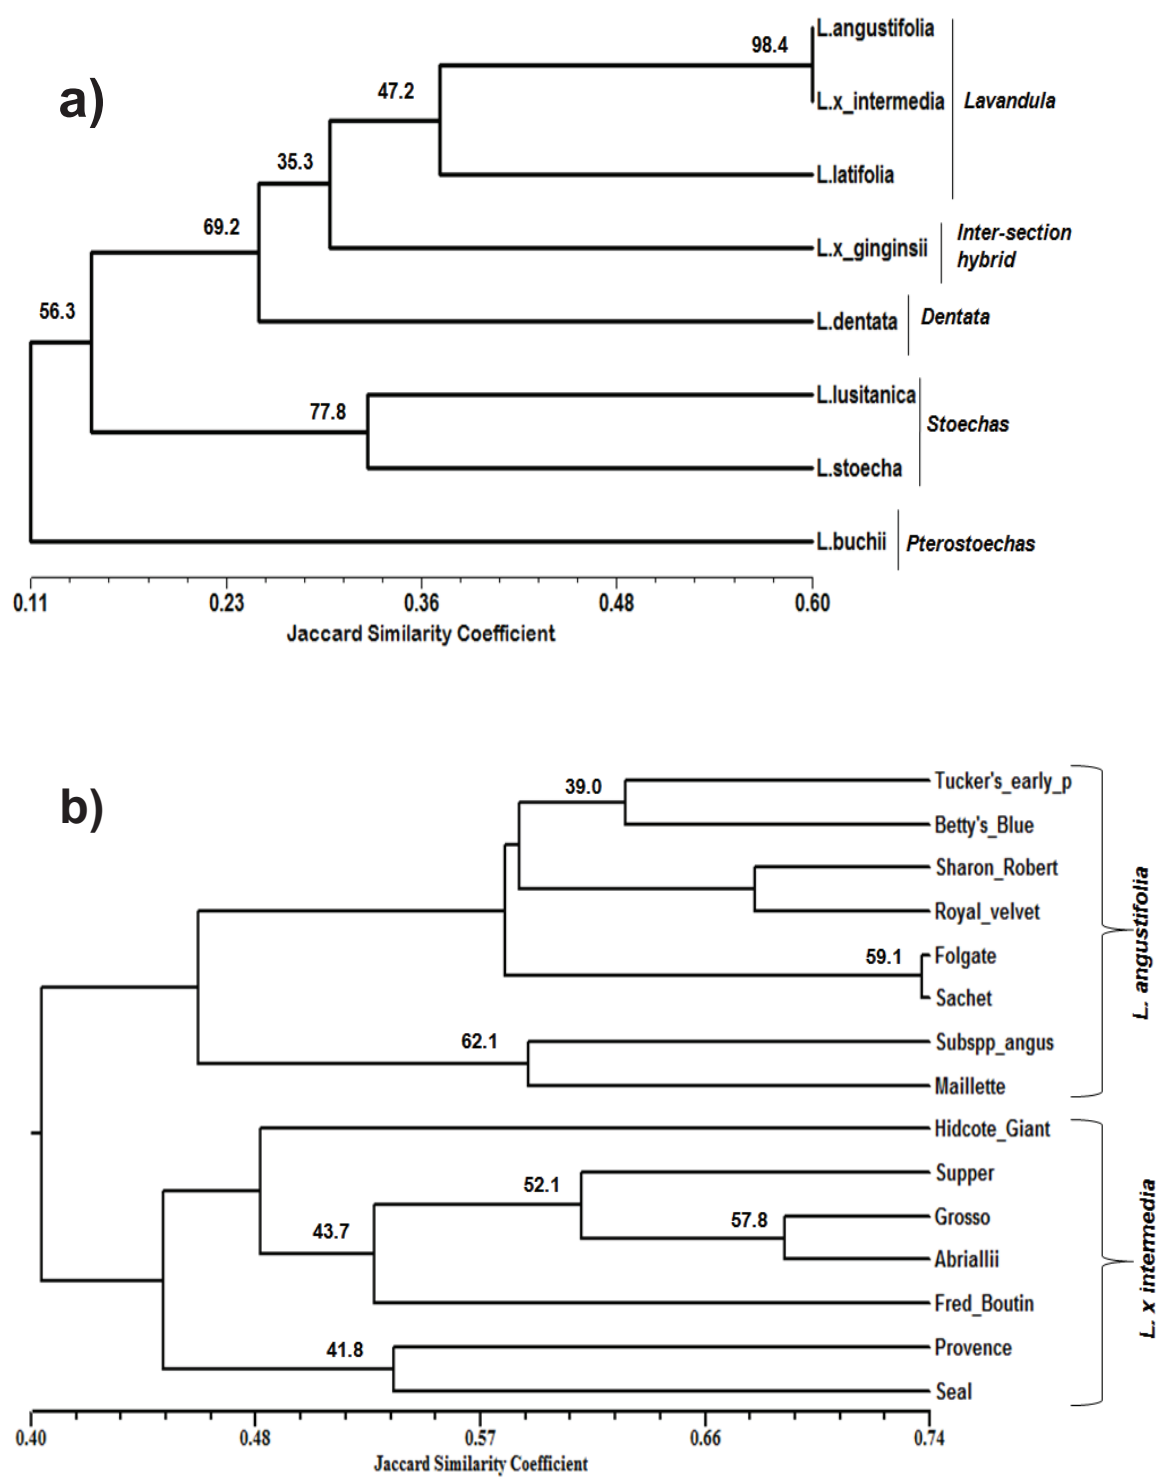 a)
L.angustifolia
98.4
47.2
L.x_intermedia
Lavandula
35.3
L.latifolia
69.2
L.x_ginginsii
Inter-section
hybrid
56.3
L.dentata
Dentata
77.8
L.lusitanica
Stoechas
L.stoecha
L.buchii
Pterostoechas
0.11 0.23 0.36 0.48 0.60
Jaccard Similarity Coefficient
b)
39.0
Tucker's_early_p
Betty's_Blue
Sharon_Robert
Royal_velvet
59.1
Folgate
Sachet
62.1
Subspp_angus
Maillette
L. angustifolia
Hidcote_Giant
52.1
Supper
57.8
Grosso
43.7
Abriallii
Fred_Boutin
41.8
Provence
Seal
L. x intermedia
0.40 0.48 0.57 0.66 0.74
Jaccard Similarity Coefficient